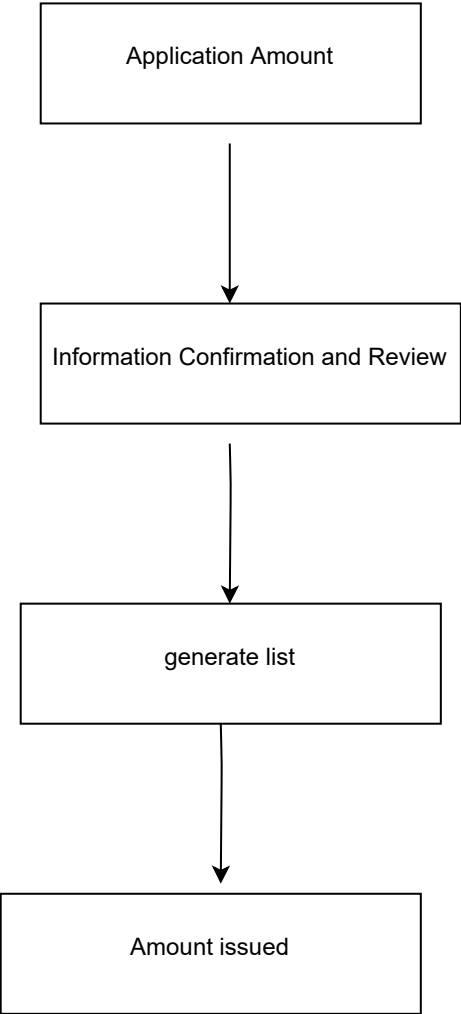 Application Amount
Information Confirmation and Review
generate list
Amount issued